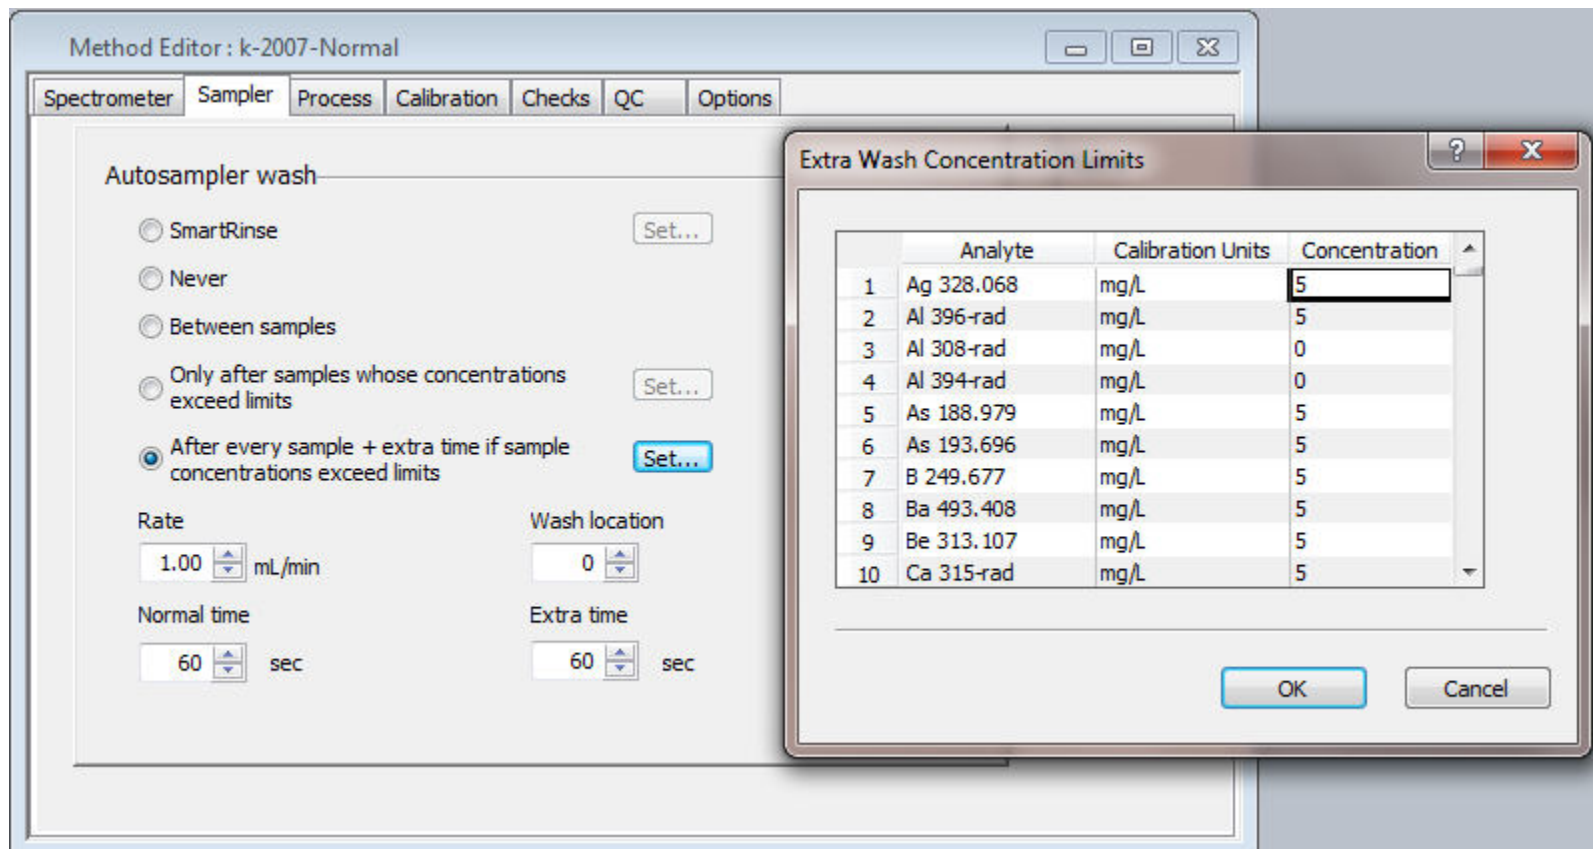 Method Editor : k-2007-Normal
Spectrometer Sampler Process Calibration Checks QC Options
Autosampler wash
SmartRinse Set...
Never
Between samples
Only after samples whose concentrations
exceed limits
Set...
After every sample + extra time if sample
concentrations exceed limits
Set...
Rate Wash location
1.00 mL/min 0
Normal time Extra time
60 sec 60 sec
Extra Wash Concentration Limits
?
Analyte Calibration Units Concentration
1 Ag 328.068 mg/L 5
2 Al 396-rad mg/L 5
3 Al 308-rad mg/L 0
4 Al 394-rad mg/L 0
5 As 188.979 mg/L 5
6 As 193.696 mg/L 5
7 B 249.677 mg/L 5
8 Ba 493.408 mg/L 5
9 Be 313.107 mg/L 5
10 Ca 315-rad mg/L 5
OK Cancel